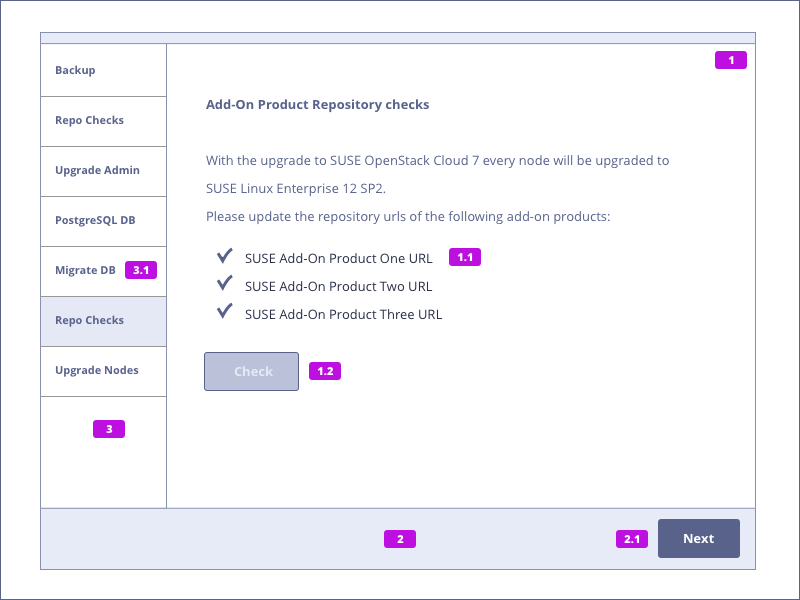 Backup
Repo Checks
Upgrade Admin
PostgreSQL DB
Migrate DB 3.1
Repo Checks
Upgrade Nodes
3
1
Add-On Product Repository checks
With the upgrade to SUSE OpenStack Cloud 7 every node will be upgraded to
SUSE Linux Enterprise 12 SP2.
Please update the repository urls of the following add-on products:
SUSE Add-On Product One URL 1.1
SUSE Add-On Product Two URL
SUSE Add-On Product Three URL
Check 1.2
2 2.1 Next